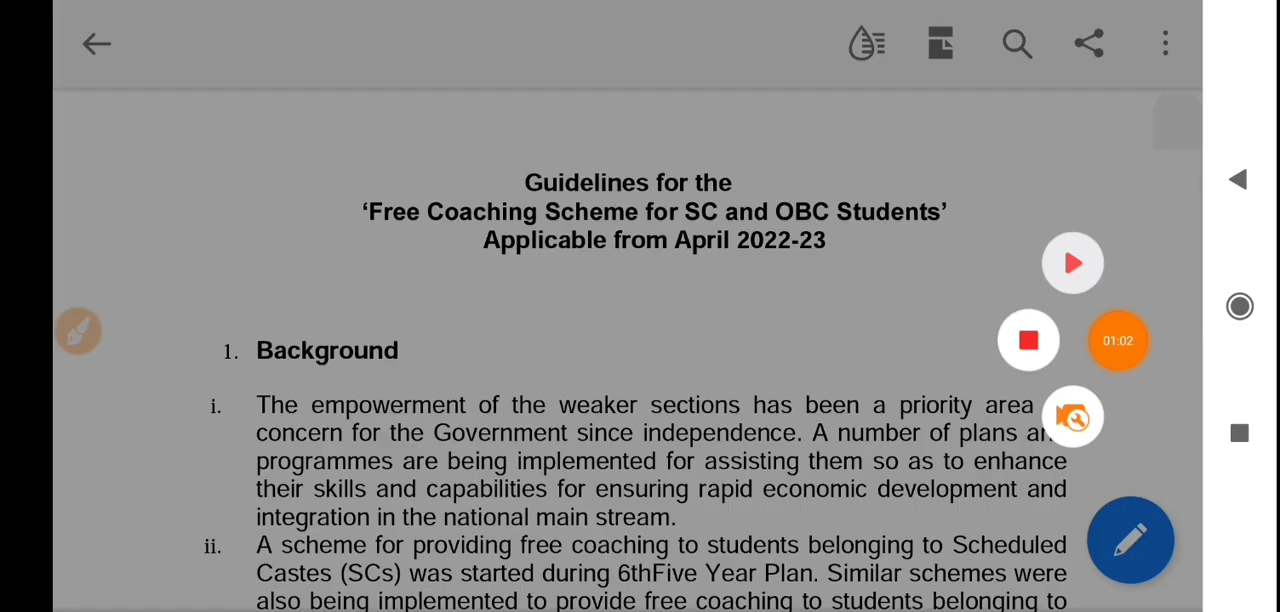 Guidelines for the
‘Free Coaching Scheme for SC and OBC Students’
Applicable from April 2022-23
01:02
1. Background
i. The empowerment of the weaker sections has been a priority area
concern for the Government since independence. A number of plans
programmes are being implemented for assisting them so as to enhance
their skills and capabilities for ensuring rapid economic development and
integration in the national main stream.
ii. A scheme for providing free coaching to students belonging to Scheduled
Castes (SCs) was started during 6thFive Year Plan. Similar schemes were
also being implemented to provide free coaching to students belonging to